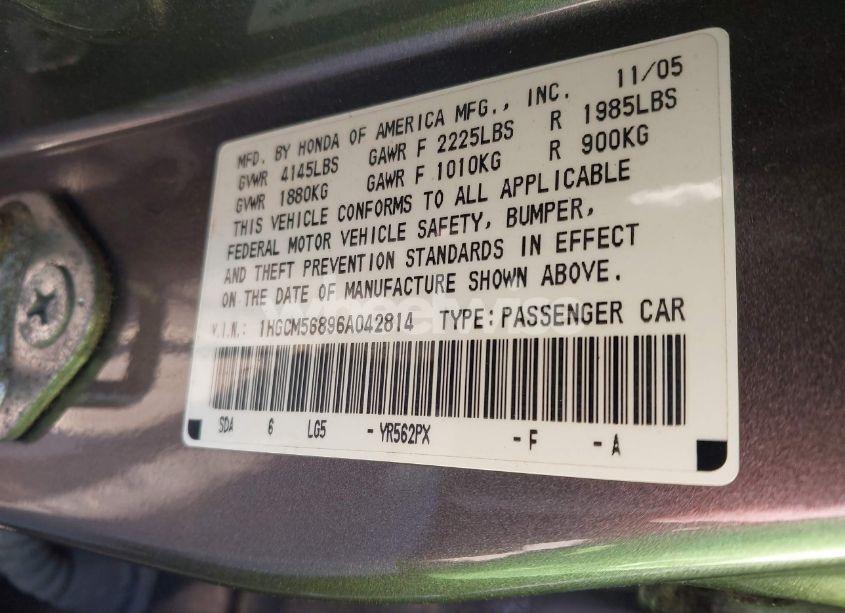 MFD. BY HONDA OF AMERICA MFG., INC. 11/05
GVWR 4145LBS GAWR F 2225LBS R 1985LBS
GVWR 1880KG GAWR F 1010KG R 900KG
THIS VEHICLE CONFORMS TO ALL APPLICABLE
FEDERAL MOTOR VEHICLE SAFETY, BUMPER,
AND THEFT PREVENTION STANDARDS IN EFFECT
ON THE DATE OF MANUFACTURE SHOWN ABOVE.
V.I.N.: 1HGCM56896A042814 TYPE:PASSENGER CAR
SDA 6 LG5 -YR562PX -F -A